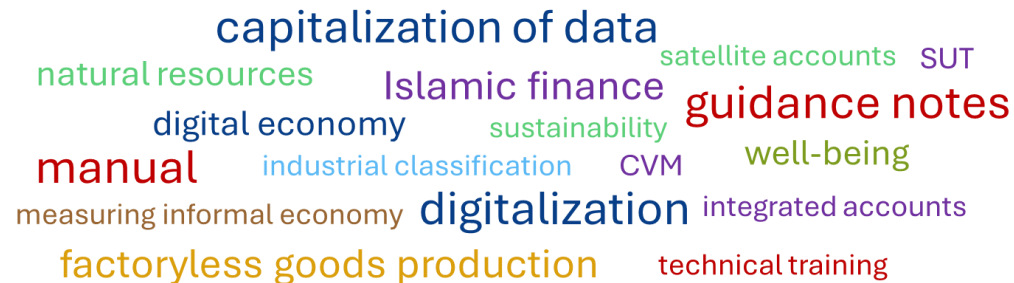 capitalization of data
satellite accounts SUT
natural resources Islamic finance
guidance notes
digital economy sustainability
manual industrial classification CVM well-being
measuring informal economy digitalization integrated accounts
factoryless goods production technical training